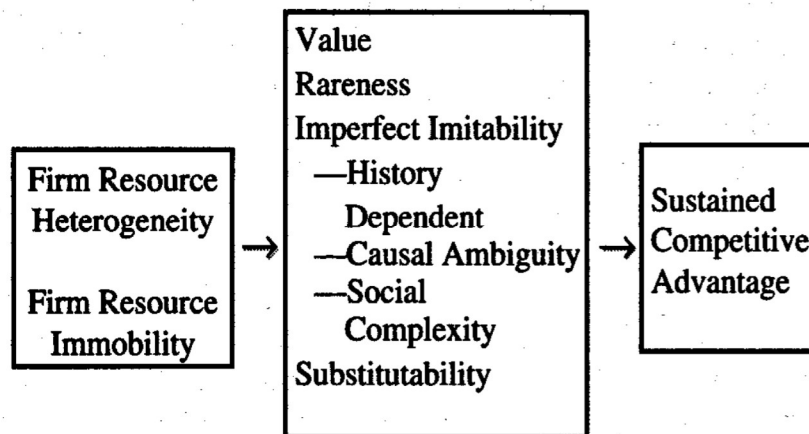 Firm Resource
Heterogeneity
Firm Resource
Immobility
Value
Rareness
Imperfect Imitability
—History
Dependent
—Causal Ambiguity
—Social
Complexity
Substitutability
Sustained
Competitive
Advantage